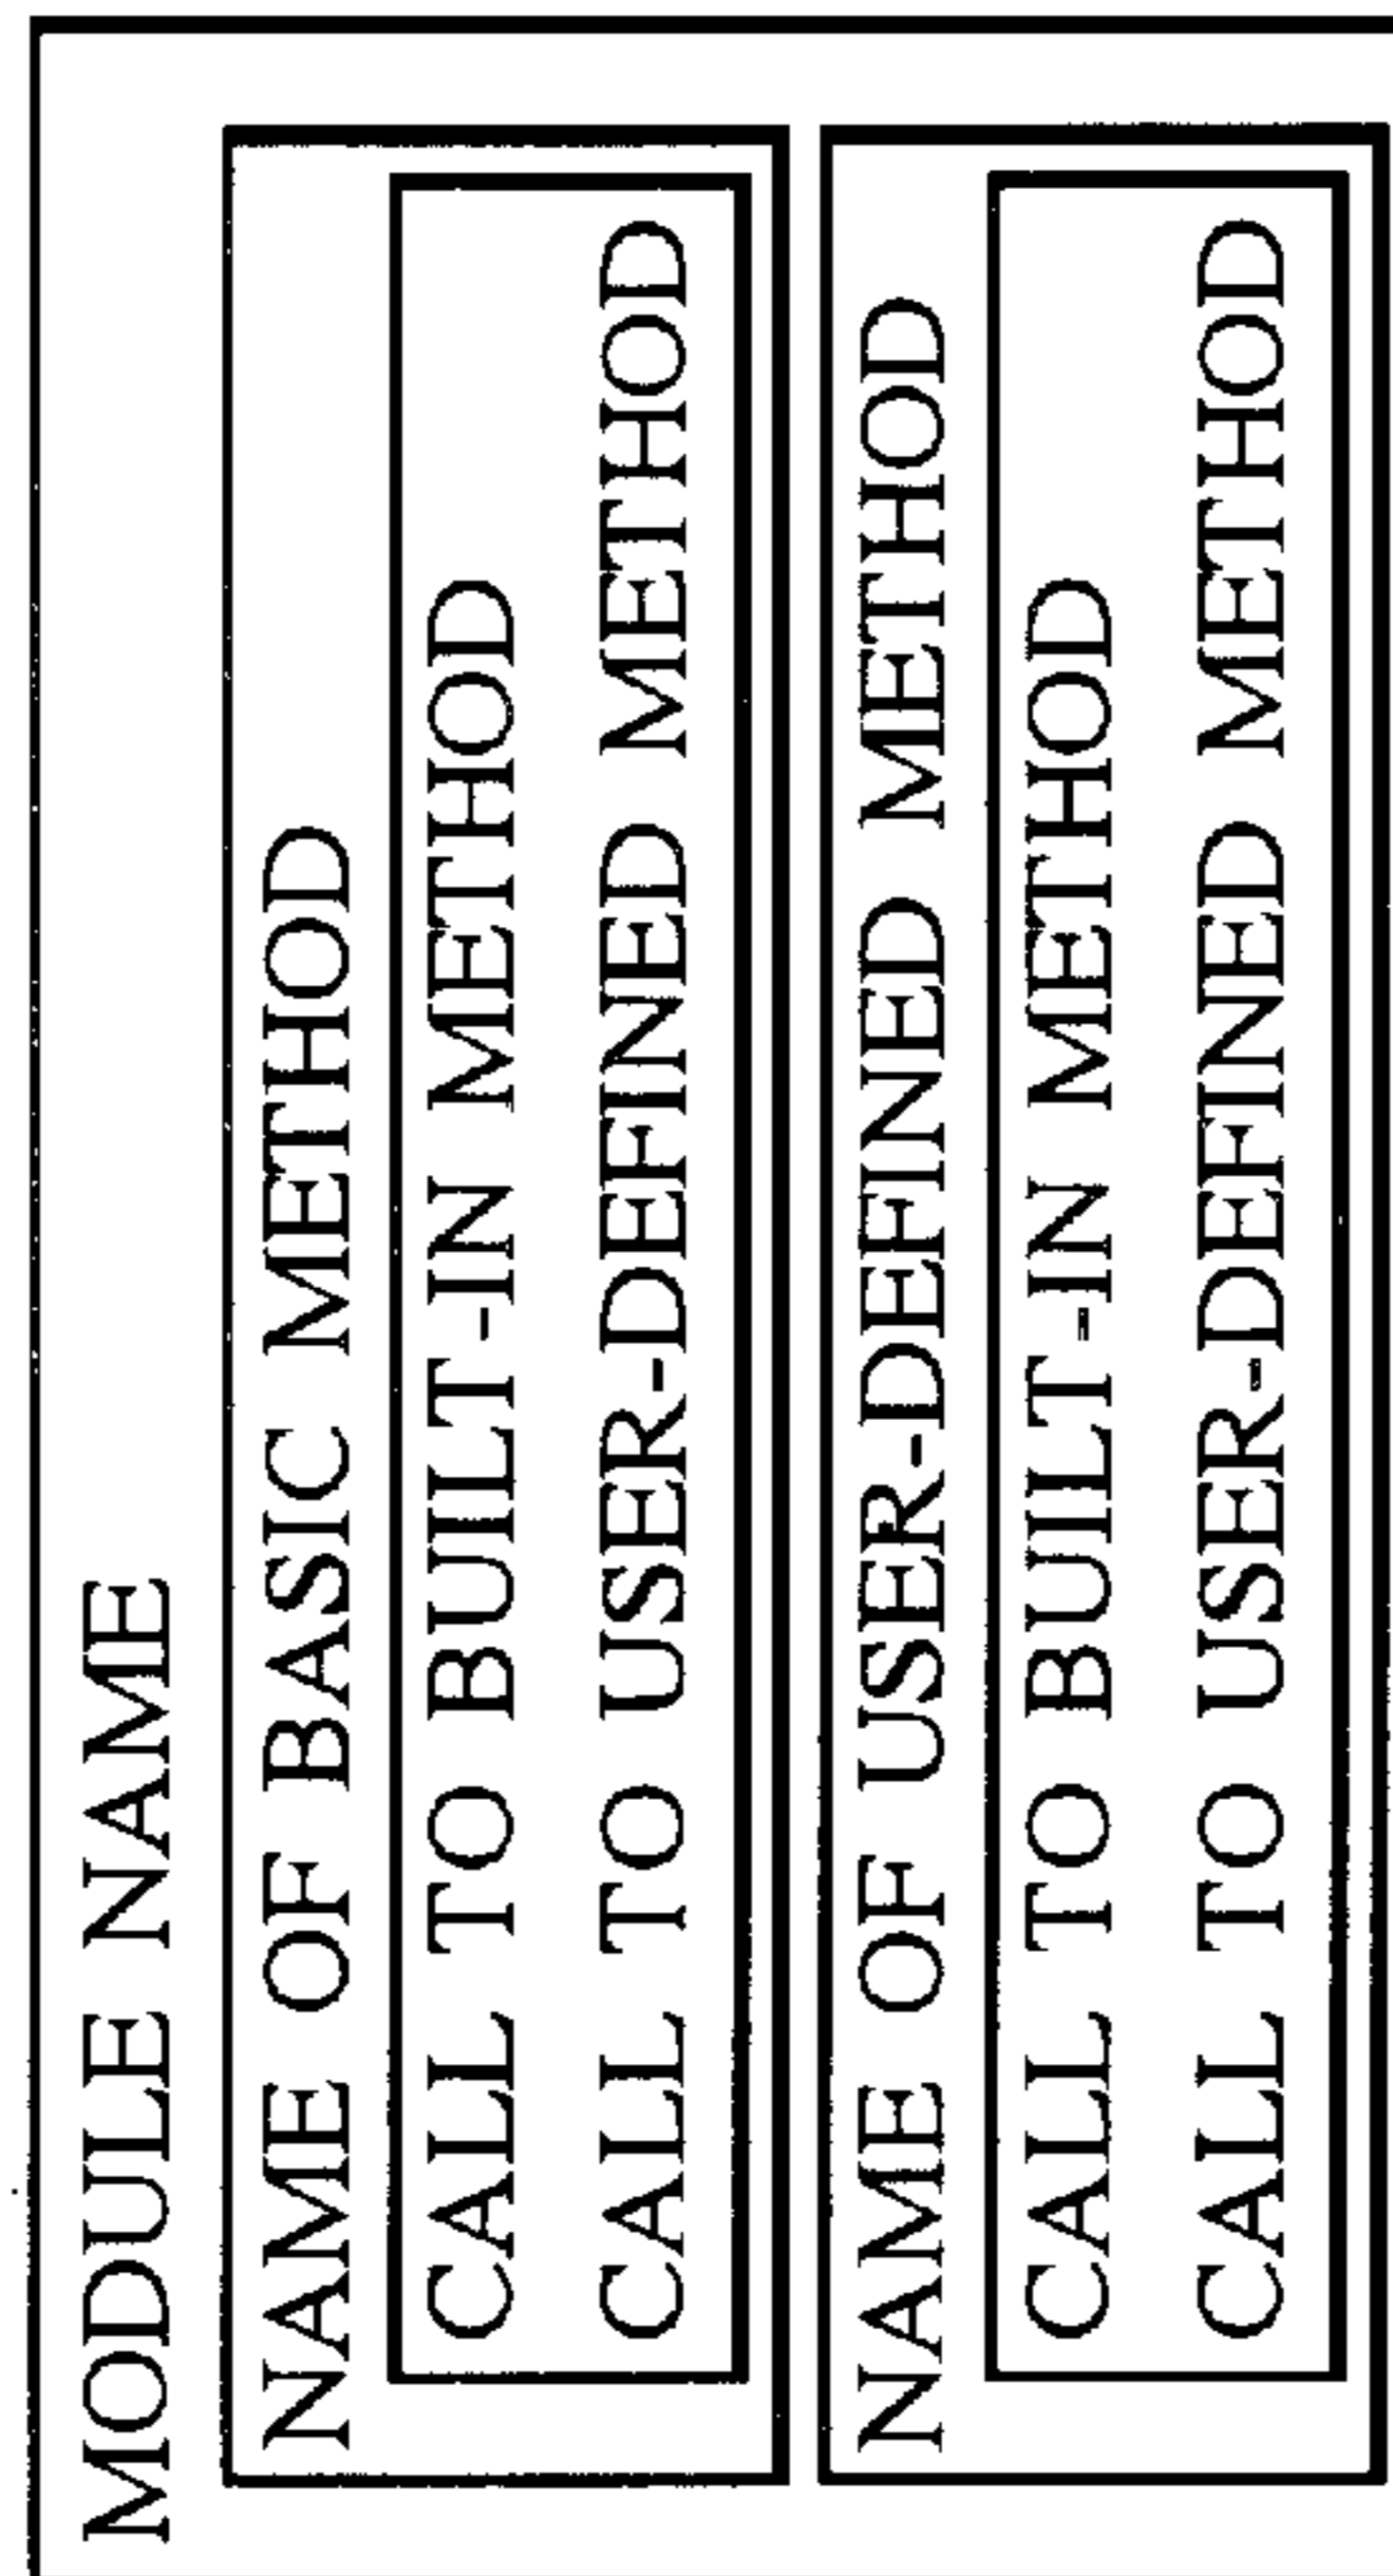 MODULE NAME
NAME OF BASIC METHOD
CALL TO BUILT-IN METHOD
CALL TO USER-DEFINED METHOD
NAME OF USER-DEFINED METHOD
CALL TO BUILT-IN METHOD
CALL TO USER-DEFINED METHOD